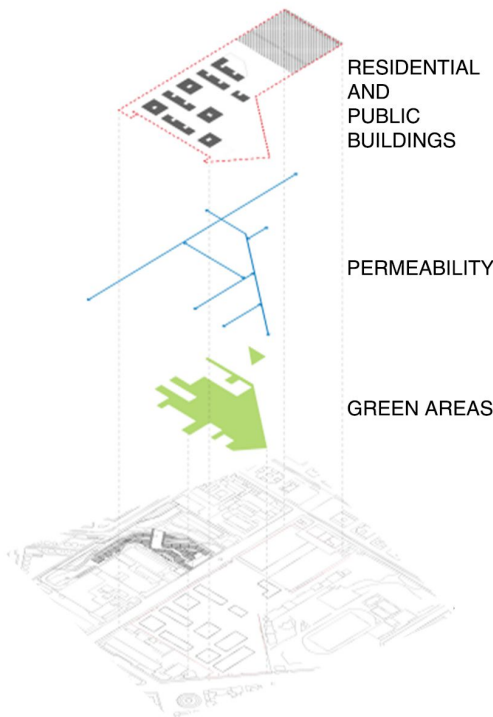 RESIDENTIAL
AND
PUBLIC
BUILDINGS
PERMEABILITY
GREEN AREAS